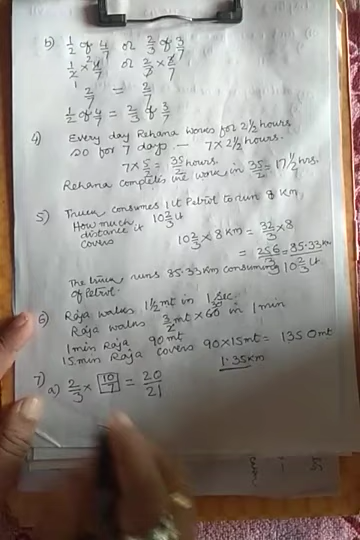 b) 1/2 of 4/7 or 2/3 of 3/7
1/2 × 4/7 or 2/3 × 3/7
2/7 = 2/7
1/2 of 4/7 = 2/3 of 3/7
4) Every day Rehana works for 2 1/2 hours.
So for 7 days — 7 × 2 1/2 hours
7 × 5/2 = 35/2 hours.
Rehana completes the work in 35/2 = 17 1/2 hrs.
5) Truck consumes 1 lt Petrol to run 8 km
How much
distance it 10 2/3 lt
covers
10 2/3 × 8 km = 32/3 × 8
= 256/3 = 85.33km
The truck runs 85.33 km consuming 10 2/3 lt
of Petrol.
6) Raja walks 1 1/2 mt in 1 sec.
Raja walks 3/2 mt × 60 in 1 min
1 min Raja 90 mt
15 min Raja covers 90 × 15 mt = 1350 mt
1.35 km
7) a) 2/3 × 10/7 = 20/21